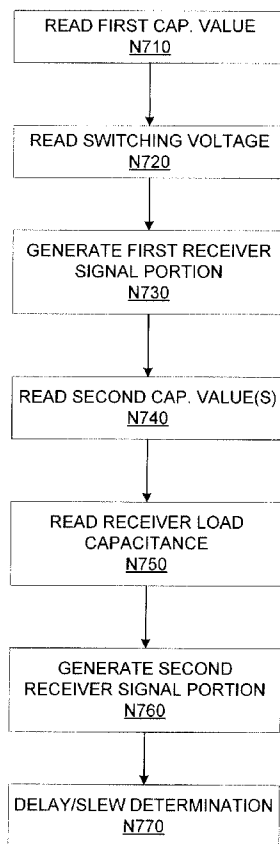 READ FIRST CAP. VALUE
N710
READ SWITCHING VOLTAGE
N720
GENERATE FIRST RECEIVER
SIGNAL PORTION
N730
READ SECOND CAP. VALUE(S)
N740
READ RECEIVER LOAD
CAPACITANCE
N750
GENERATE SECOND
RECEIVER SIGNAL PORTION
N760
DELAY/SLEW DETERMINATION
N770